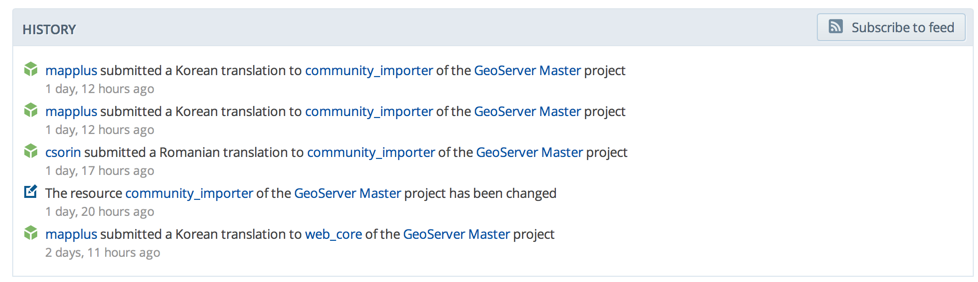 HISTORY
Subscribe to feed
mapplus submitted a Korean translation to community_importer of the GeoServer Master project
1 day, 12 hours ago
mapplus submitted a Korean translation to community_importer of the GeoServer Master project
1 day, 12 hours ago
csorin submitted a Romanian translation to community_importer of the GeoServer Master project
1 day, 17 hours ago
The resource community_importer of the GeoServer Master project has been changed
1 day, 20 hours ago
mapplus submitted a Korean translation to web_core of the GeoServer Master project
2 days, 11 hours ago